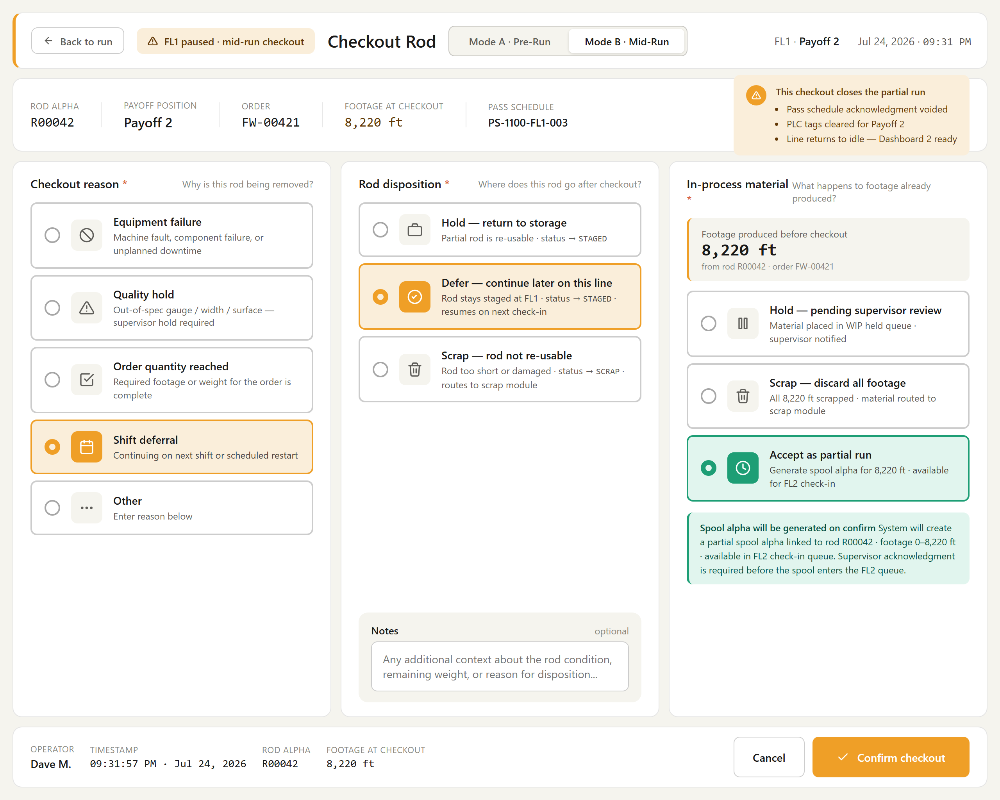 Back to run
FL1 paused · mid-run checkout
Checkout Rod
Mode A · Pre-Run
Mode B · Mid-Run
FL1 · Payoff 2
Jul 24, 2026 · 09:31 PM
ROD ALPHA
R00042
PAYOFF POSITION
Payoff 2
ORDER
FW-00421
FOOTAGE AT CHECKOUT
8,220 ft
PASS SCHEDULE
PS-1100-FL1-003
This checkout closes the partial run
• Pass schedule acknowledgment voided
• PLC tags cleared for Payoff 2
• Line returns to idle — Dashboard 2 ready
Checkout reason *
Why is this rod being removed?
Equipment failure
Machine fault, component failure, or
unplanned downtime
Quality hold
Out-of-spec gauge / width / surface —
supervisor hold required
Order quantity reached
Required footage or weight for the order is
complete
Shift deferral
Continuing on next shift or scheduled restart
Other
Enter reason below
Rod disposition *
Where does this rod go after checkout?
Hold — return to storage
Partial rod is re-usable · status → STAGED
Defer — continue later on this line
Rod stays staged at FL1 · status → STAGED ·
resumes on next check-in
Scrap — rod not re-usable
Rod too short or damaged · status → SCRAP ·
routes to scrap module
Notes
optional
Any additional context about the rod condition,
remaining weight, or reason for disposition...
In-process material
*
What happens to footage already
produced?
Footage produced before checkout
8,220 ft
from rod R00042 · order FW-00421
Hold — pending supervisor review
Material placed in WIP held queue ·
supervisor notified
Scrap — discard all footage
All 8,220 ft scrapped · material routed to
scrap module
Accept as partial run
Generate spool alpha for 8,220 ft · available
for FL2 check-in
Spool alpha will be generated on confirm System will create
a partial spool alpha linked to rod R00042 · footage 0–8,220 ft
· available in FL2 check-in queue. Supervisor acknowledgment
is required before the spool enters the FL2 queue.
OPERATOR
Dave M.
TIMESTAMP
09:31:57 PM · Jul 24, 2026
ROD ALPHA
R00042
FOOTAGE AT CHECKOUT
8,220 ft
Cancel
Confirm checkout